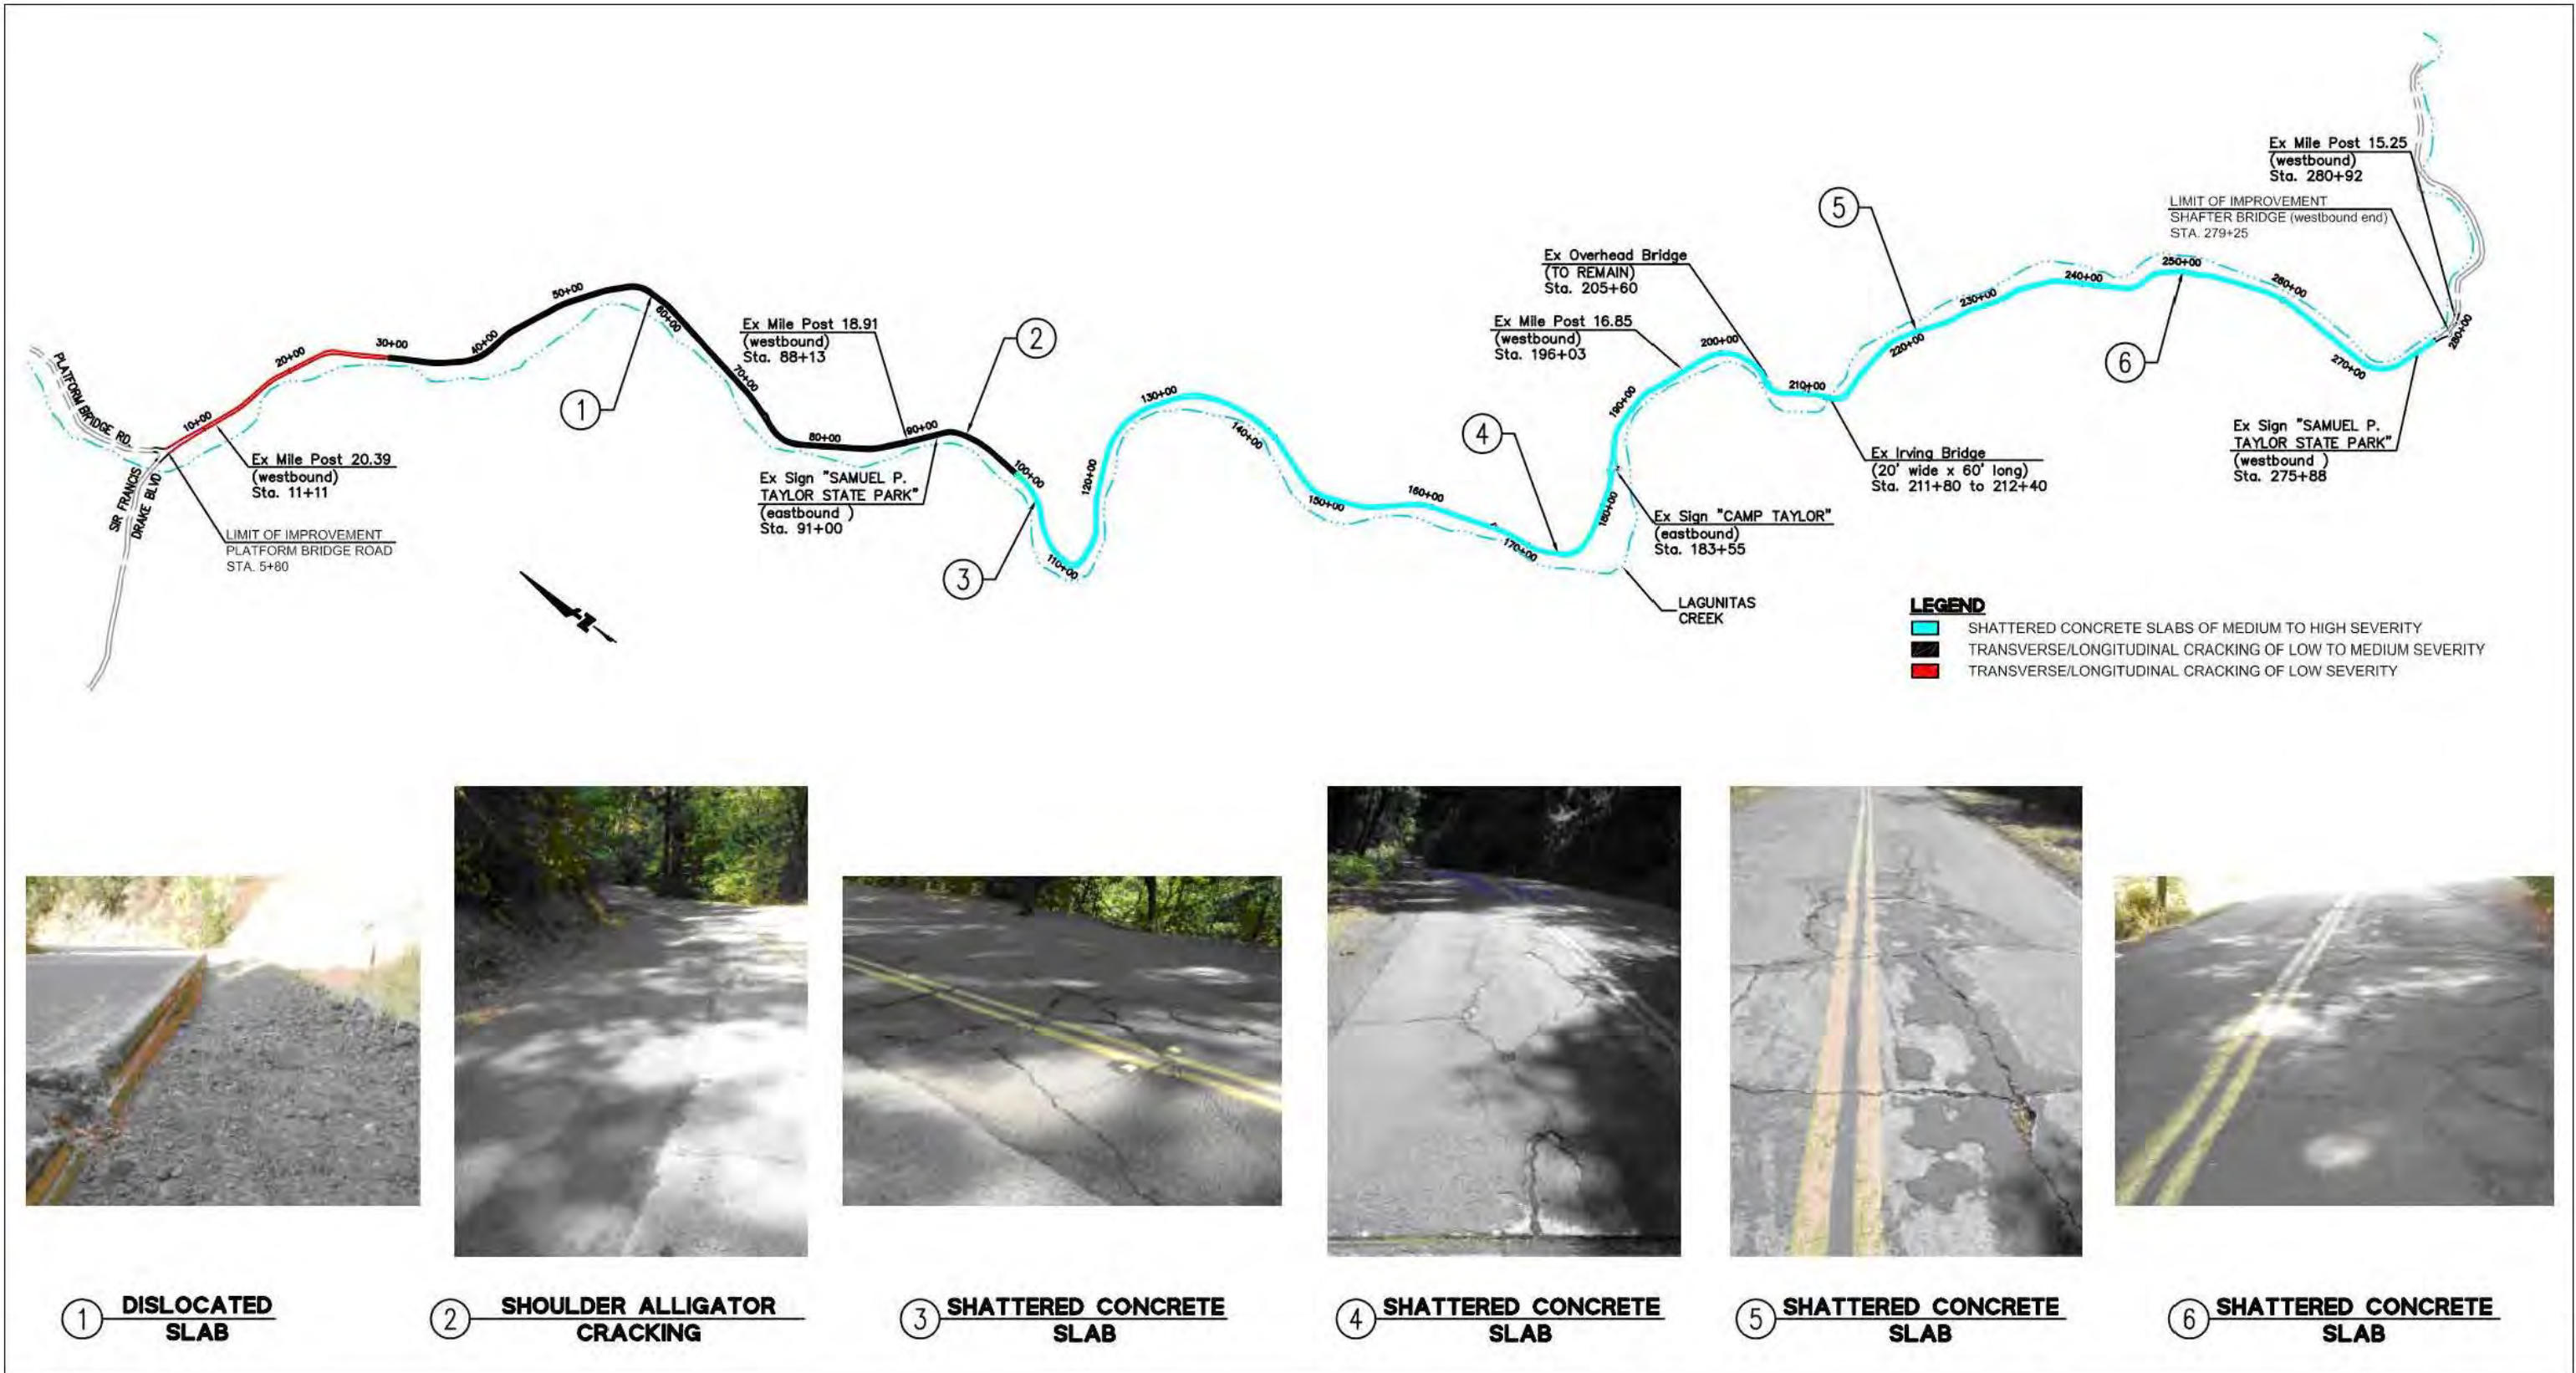 PLATFORM BRIDGE RD.
SIR FRANCIS
DRAKE BLVD
10+00
20+00
30+00
40+00
50+00
60+00
70+00
80+00
90+00
100+00
110+00
120+00
130+00
140+00
150+00
160+00
170+00
180+00
190+00
200+00
210+00
220+00
230+00
240+00
250+00
260+00
270+00
280+00
Ex Mile Post 20.39
(westbound)
Sta. 11+11
LIMIT OF IMPROVEMENT
PLATFORM BRIDGE ROAD
STA. 5+80
1
Ex Mile Post 18.91
(westbound)
Sta. 88+13
2
Ex Sign "SAMUEL P.
TAYLOR STATE PARK"
(eastbound )
Sta. 91+00
3
N
4
Ex Mile Post 16.85
(westbound)
Sta. 196+03
Ex Overhead Bridge
(TO REMAIN)
Sta. 205+60
Ex Sign "CAMP TAYLOR"
(eastbound)
Sta. 183+55
LAGUNITAS
CREEK
5
Ex Irving Bridge
(20' wide x 60' long)
Sta. 211+80 to 212+40
6
Ex Mile Post 15.25
(westbound)
Sta. 280+92
LIMIT OF IMPROVEMENT
SHAFTER BRIDGE (westbound end)
STA. 279+25
Ex Sign "SAMUEL P.
TAYLOR STATE PARK"
(westbound )
Sta. 275+88
LEGEND
SHATTERED CONCRETE SLABS OF MEDIUM TO HIGH SEVERITY
TRANSVERSE/LONGITUDINAL CRACKING OF LOW TO MEDIUM SEVERITY
TRANSVERSE/LONGITUDINAL CRACKING OF LOW SEVERITY
1 DISLOCATED
SLAB
2 SHOULDER ALLIGATOR
CRACKING
3 SHATTERED CONCRETE
SLAB
4 SHATTERED CONCRETE
SLAB
5 SHATTERED CONCRETE
SLAB
6 SHATTERED CONCRETE
SLAB